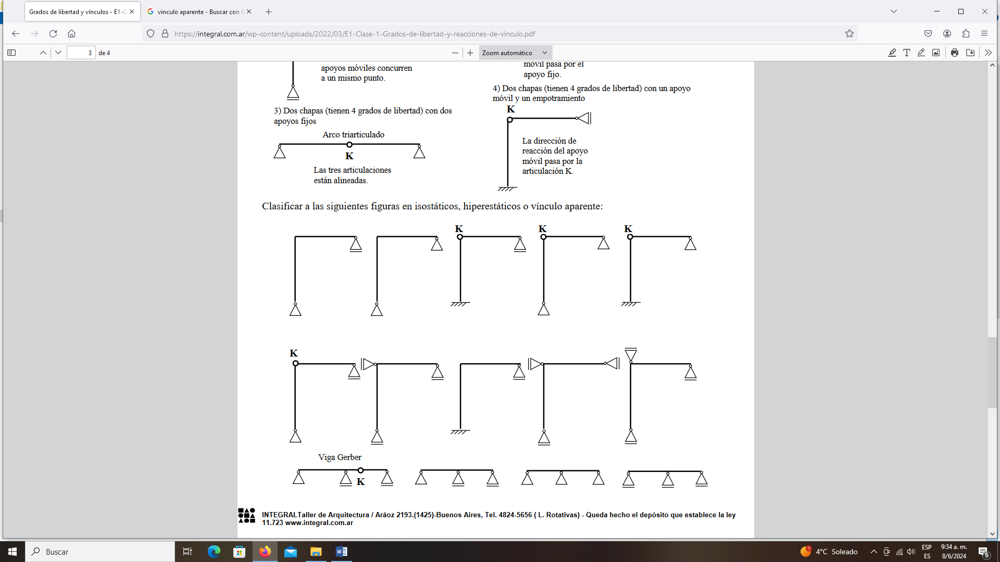 Grados de libertad y vínculos - E1-C
vinculo aparente - Buscar con G
https://integral.com.ar/wp-content/uploads/2022/03/E1-Clase-1-Grados-de-libertad-y-reacciones-de-vinculo.pdf
3 de 4
Zoom automático
apoyos móviles concurren
a un mismo punto.
móvil pasa por el
apoyo fijo.
4) Dos chapas (tienen 4 grados de libertad) con un apoyo
móvil y un empotramiento
3) Dos chapas (tienen 4 grados de libertad) con dos
apoyos fijos
K
Arco triarticulado
K
Las tres articulaciones
están alineadas.
La dirección de
reacción del apoyo
móvil pasa por la
articulación K.
Clasificar a las siguientes figuras en isostáticos, hiperestáticos o vínculo aparente:
K
K
K
K
Viga Gerber
K
INTEGRALTaller de Arquitectura / Aráoz 2193.(1425)-Buenos Aires, Tel. 4824-5656 ( L. Rotativas) - Queda hecho el depósito que establece la ley
11.723 www.integral.com.ar
Buscar
1
4°C Soleado
ESP
ES
9:34 a. m.
8/6/2024
6